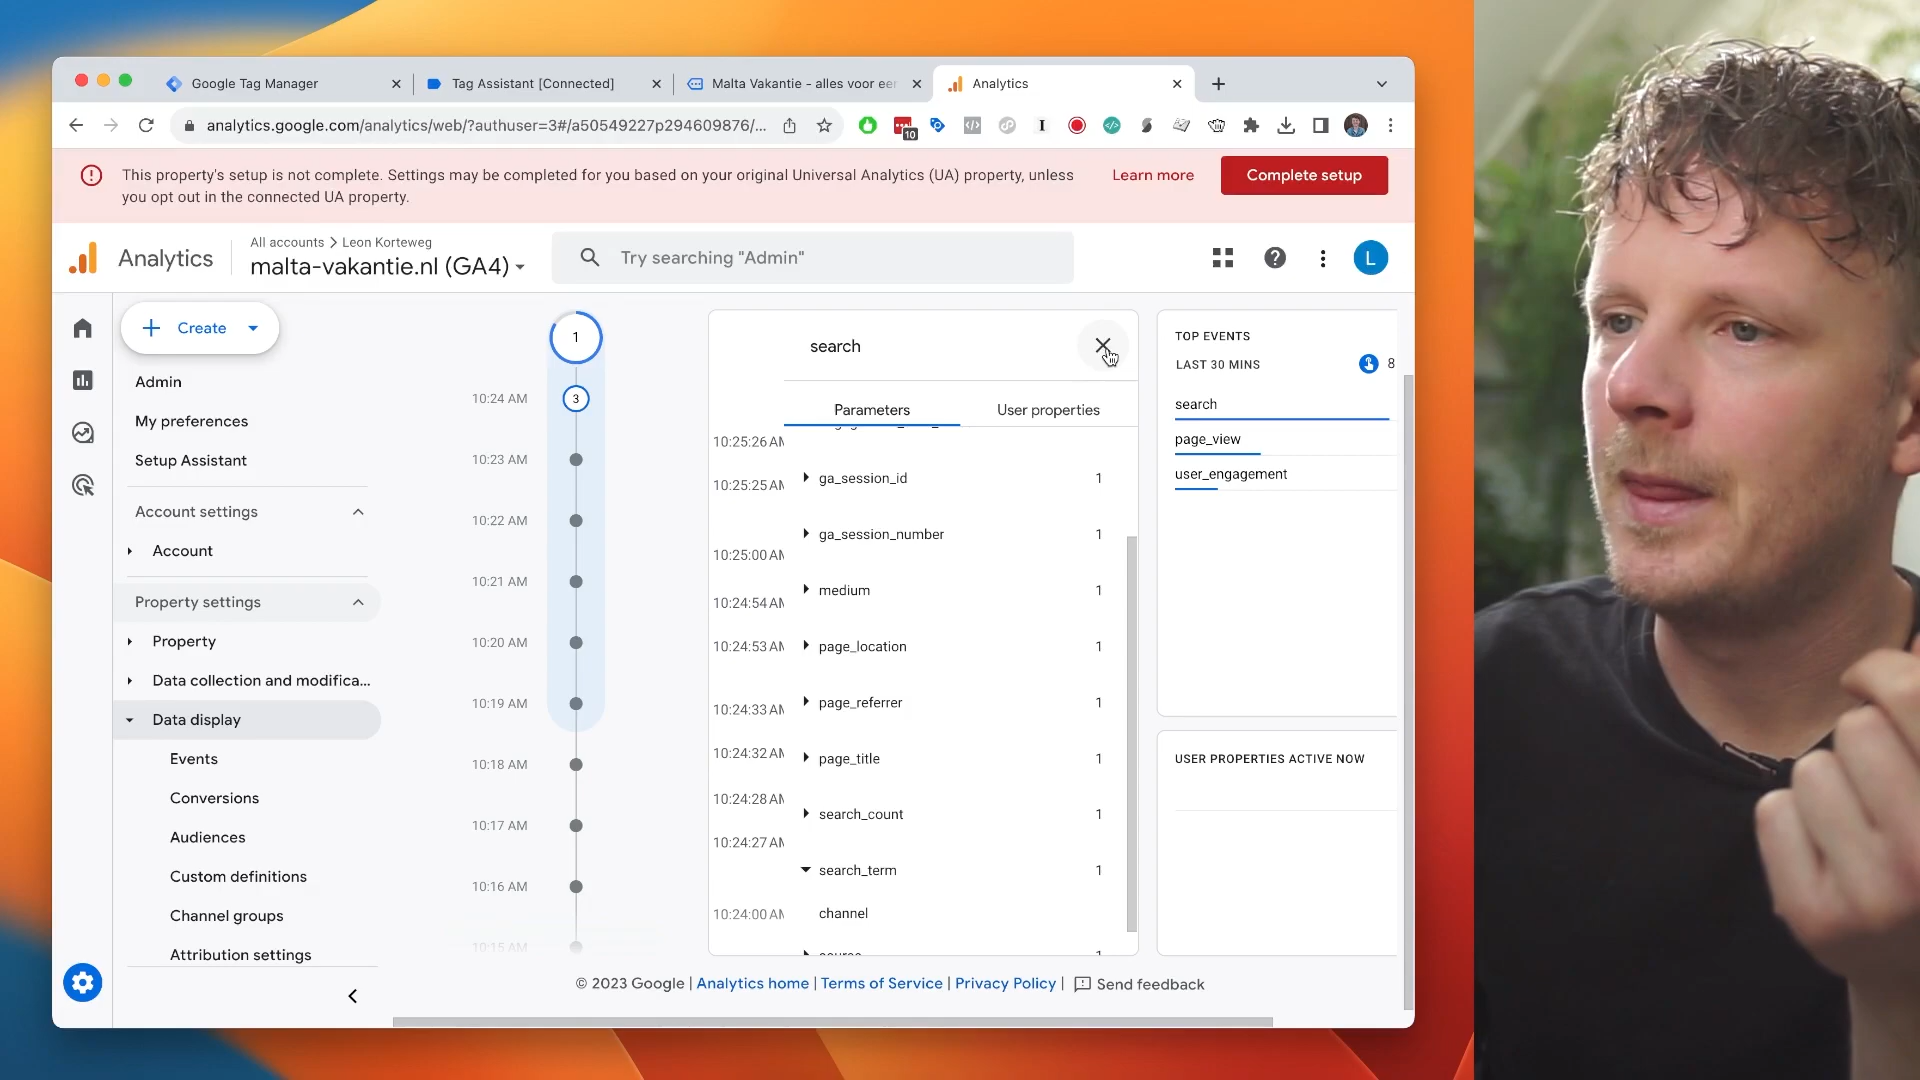 Google Tag Manager
Tag Assistant [Connected]
Malta Vakantie - alles voor een
Analytics
analytics.google.com/analytics/web/?authuser=3#/a50549227p294609876/...
10
This property's setup is not complete. Settings may be completed for you based on your original Universal Analytics (UA) property, unless
you opt out in the connected UA property.
Learn more
Complete setup
Analytics
All accounts > Leon Korteweg
malta-vakantie.nl (GA4)
Try searching "Admin"
L
Create
Admin
My preferences
Setup Assistant
Account settings
Account
Property settings
Property
Data collection and modifica...
Data display
Events
Conversions
Audiences
Custom definitions
Channel groups
Attribution settings
1
10:24 AM
3
10:23 AM
10:22 AM
10:21 AM
10:20 AM
10:19 AM
10:18 AM
10:17 AM
10:16 AM
10:15 AM
search
Parameters
User properties
10:25:26 AM
ga_session_id 1
10:25:25 AM
ga_session_number 1
10:25:00 AM
medium 1
10:24:54 AM
10:24:53 AM
page_location 1
page_referrer 1
10:24:33 AM
10:24:32 AM
page_title 1
10:24:28 AM
search_count 1
10:24:27 AM
search_term 1
10:24:00 AM
channel
TOP EVENTS
LAST 30 MINS
8
search
page_view
user_engagement
USER PROPERTIES ACTIVE NOW
© 2023 Google | Analytics home | Terms of Service | Privacy Policy | Send feedback